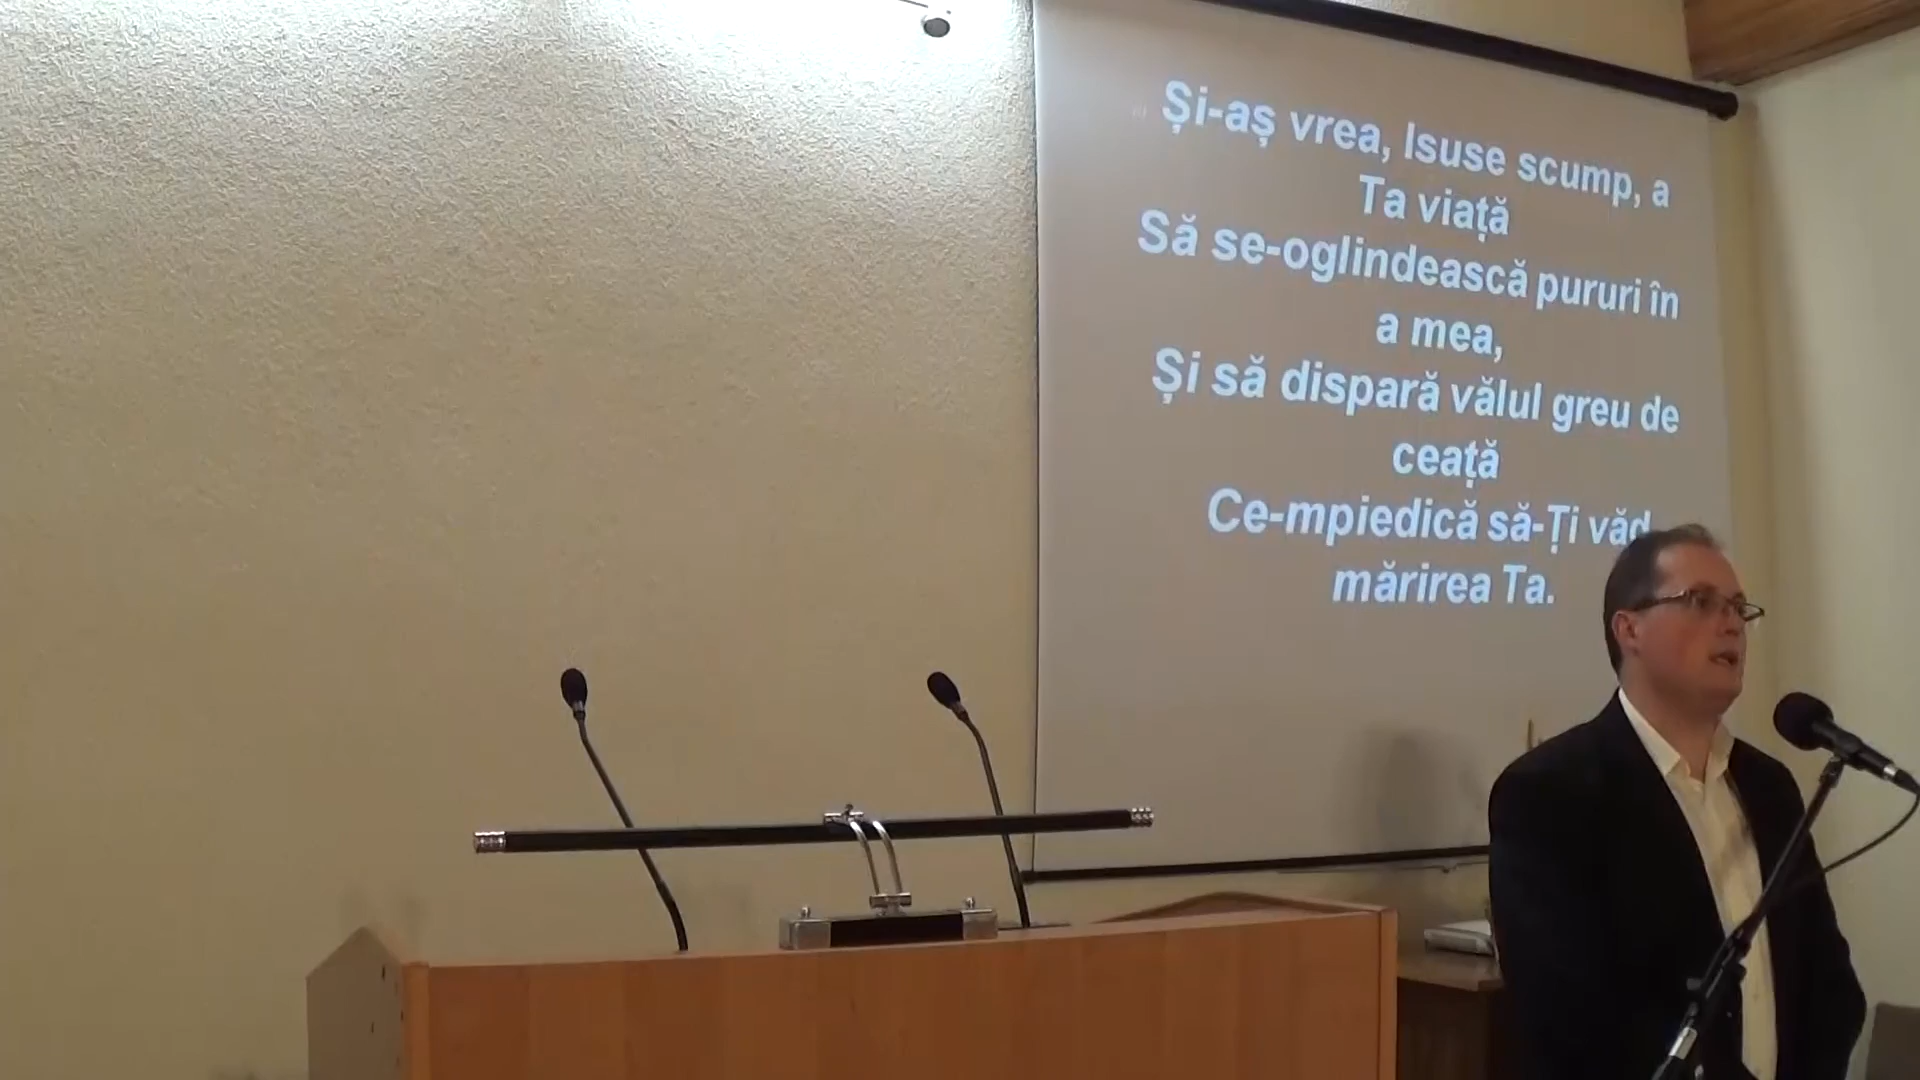 Și-aș vrea, Isuse scump, a
Ta viață
Să se-oglindească pururi în
a mea,
Și să dispară vălul greu de
ceață
Ce-mpiedică să-Ți văd
mărirea Ta.